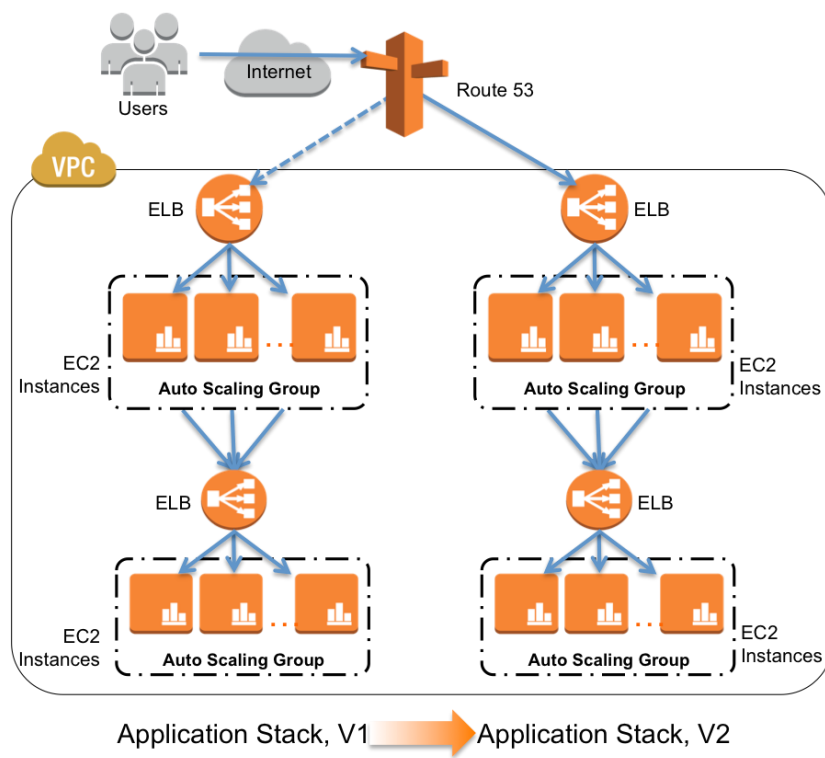 Internet
Users
Route 53
VPC
ELB
ELB
EC2
Instances
Auto Scaling Group
Auto Scaling Group
EC2
Instances
ELB
ELB
EC2
Instances
Auto Scaling Group
Auto Scaling Group
EC2
Instances
Application Stack, V1
Application Stack, V2